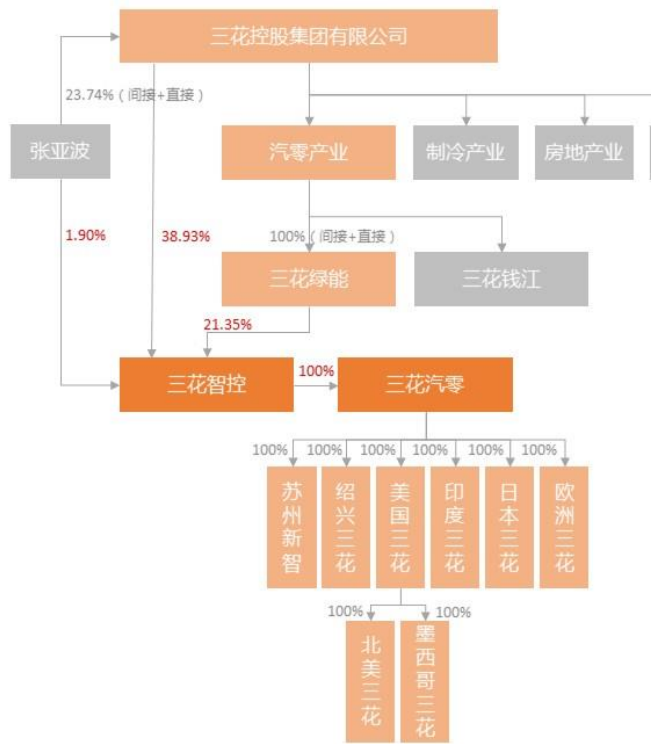 三花控股集团有限公司
23.74%（间接+直接）
张亚波
汽零产业
制冷产业
房地产业
1.90%
38.93%
100%（间接+直接）
三花绿能
三花钱江
21.35%
三花智控
100%
三花汽零
100%
100%
100%
100%
100%
100%
苏州新智
绍兴三花
美国三花
印度三花
日本三花
欧洲三花
100%
100%
北美三花
墨西哥三花